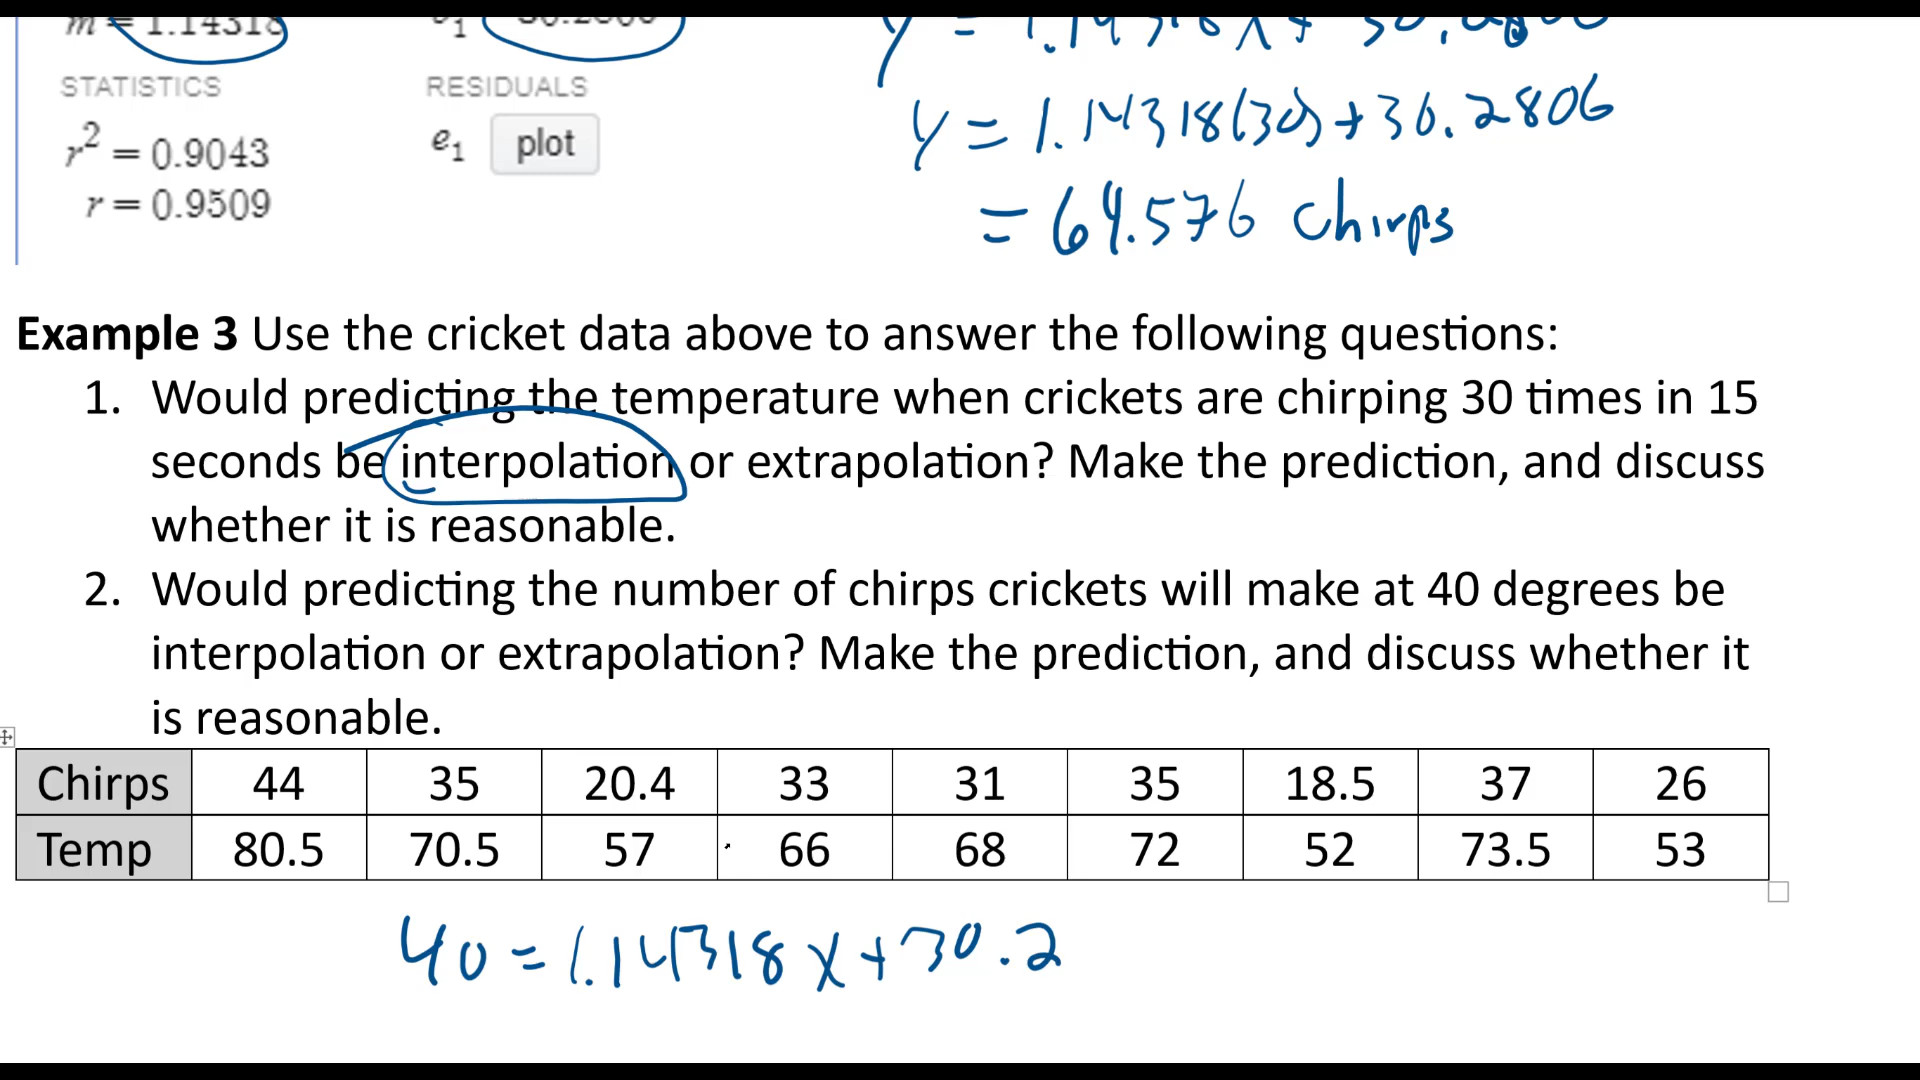 m = 1.14318
STATISTICS RESIDUALS
r² = 0.9043 e₁ plot
r = 0.9509
y = 1.14318(30)+30.2806
= 64.576 chirps
Example 3 Use the cricket data above to answer the following questions:
1. Would predicting the temperature when crickets are chirping 30 times in 15
seconds be interpolation or extrapolation? Make the prediction, and discuss
whether it is reasonable.
2. Would predicting the number of chirps crickets will make at 40 degrees be
interpolation or extrapolation? Make the prediction, and discuss whether it
is reasonable.
Chirps 44 35 20.4 33 31 35 18.5 37 26
Temp 80.5 70.5 57 66 68 72 52 73.5 53
40 = 1.14318x+30.2